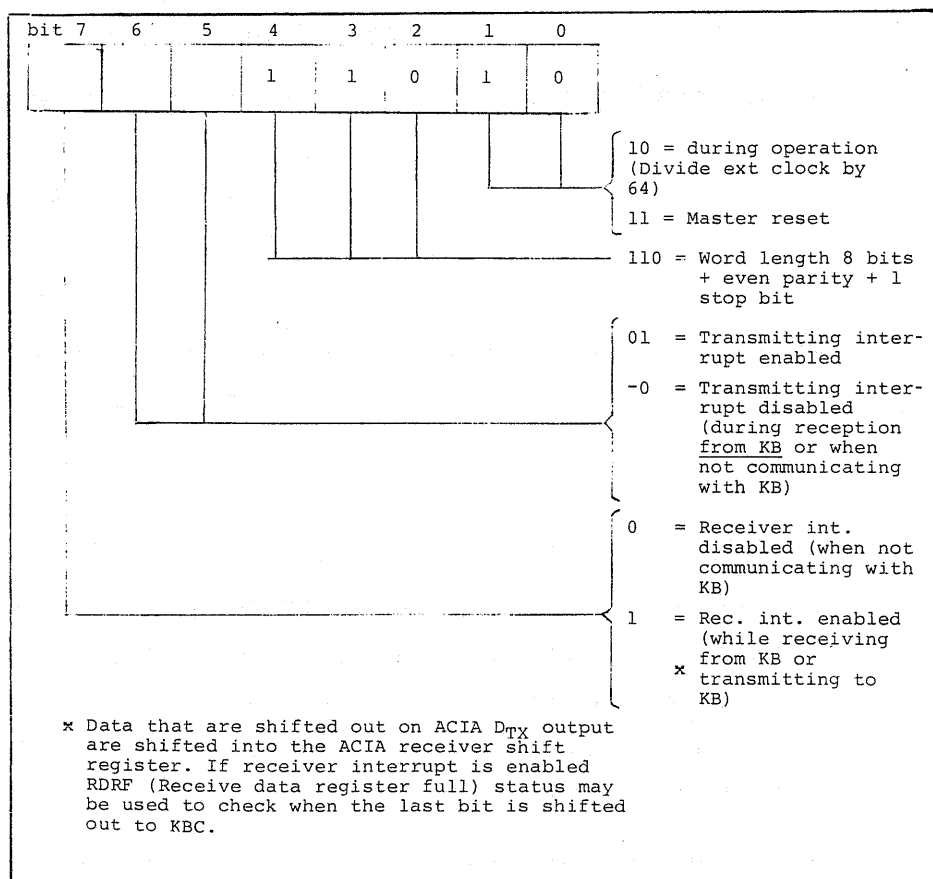 bit 7 6 5 4 3 2 1 0
1 1 0 1 0
10 = during operation
(Divide ext clock by
64)
11 = Master reset
110 = Word length 8 bits
+ even parity + 1
stop bit
01 = Transmitting inter-
rupt enabled
-0 = Transmitting inter-
rupt disabled
(during reception
from KB or when
not communicating
with KB)
0 = Receiver int.
disabled (when not
communicating with
KB)
1 = Rec. int. enabled
(while receiving
from KB or
x transmitting to
KB)
x Data that are shifted out on ACIA DTX output
are shifted into the ACIA receiver shift
register. If receiver interrupt is enabled
RDRF (Receive data register full) status may
be used to check when the last bit is shifted
out to KBC.